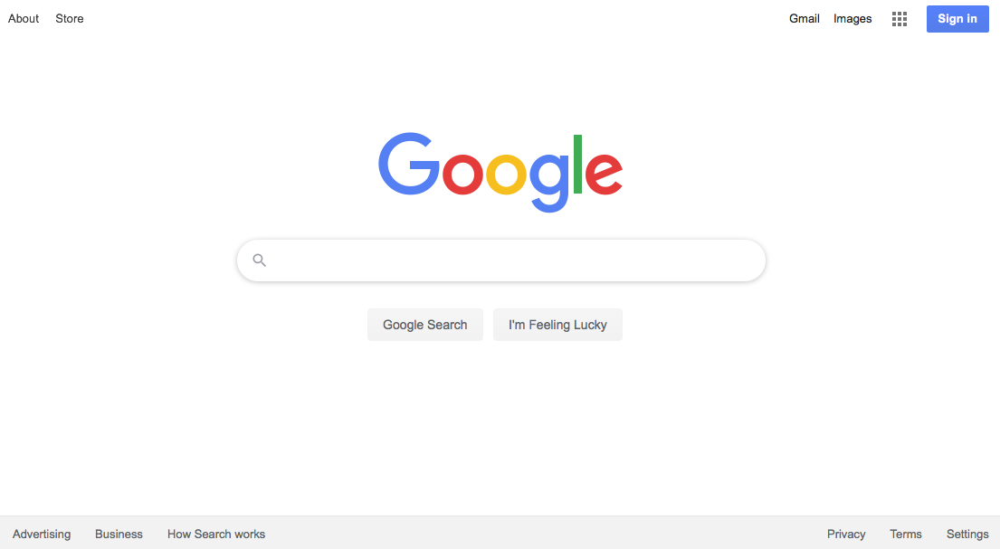 About Store Gmail Images Sign in
Google
Google Search I'm Feeling Lucky
Advertising Business How Search works Privacy Terms Settings